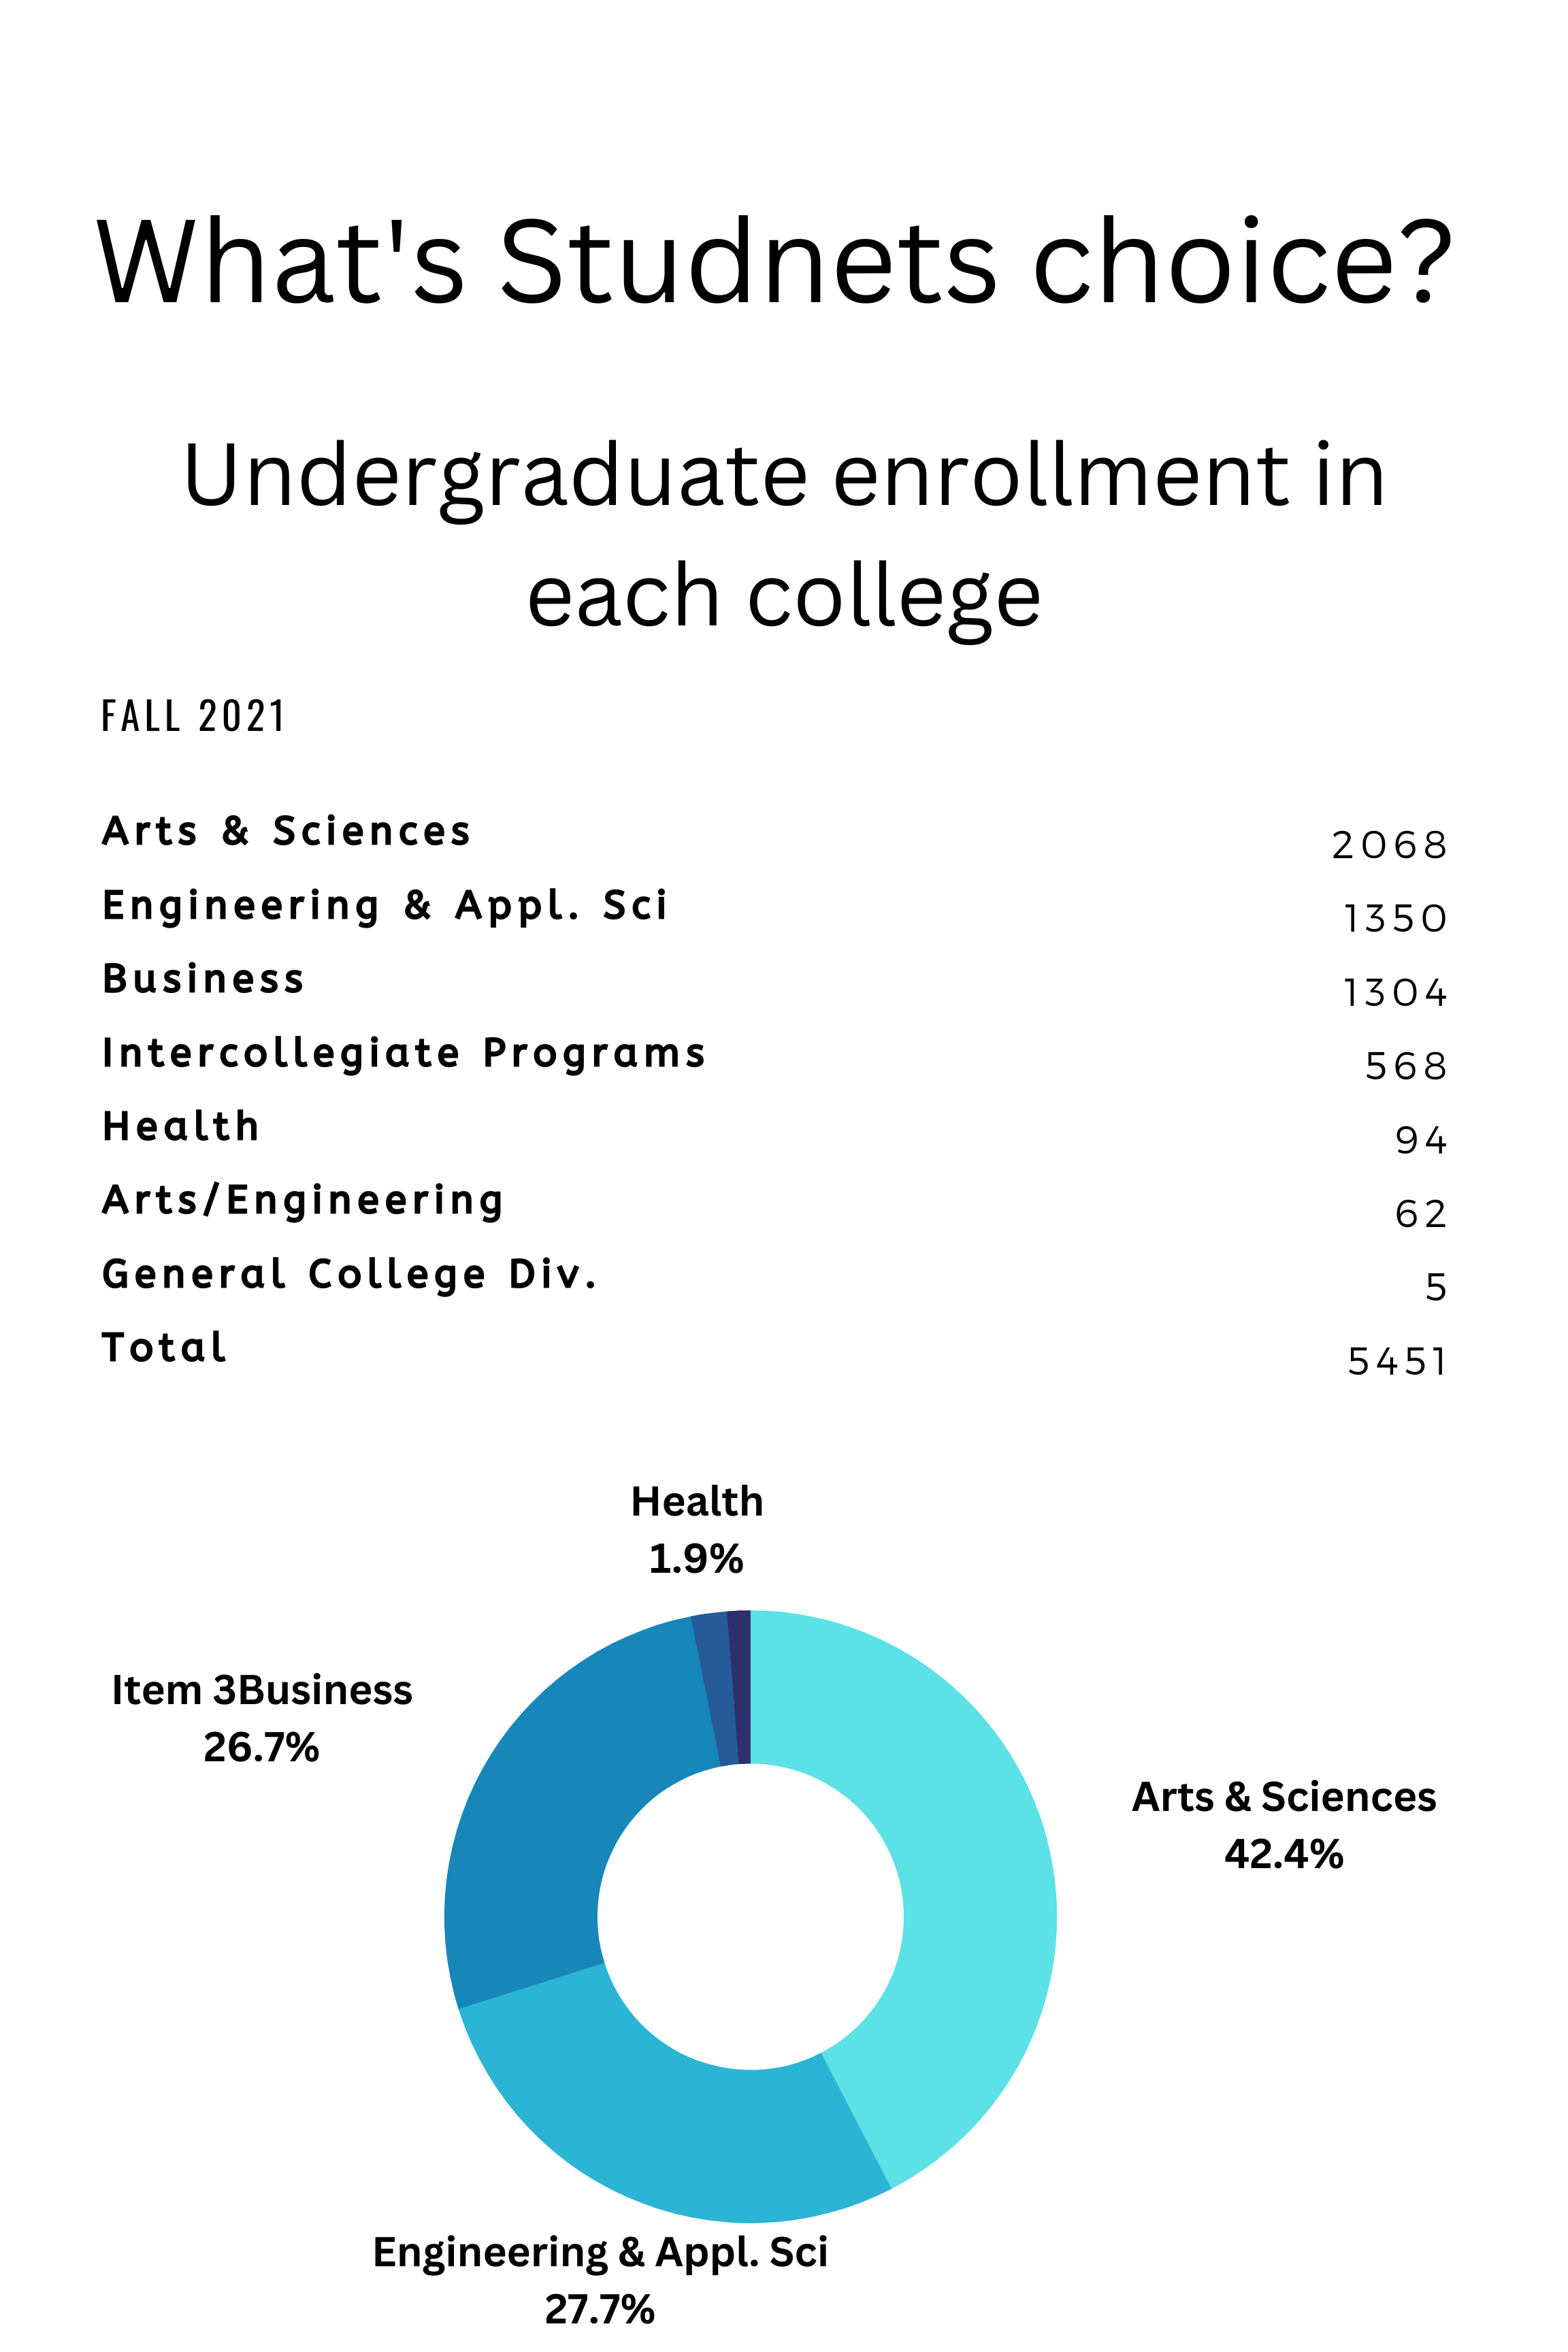 What's Studnets choice?
Undergraduate enrollment in
each college
FALL 2021
Arts & Sciences 2068
Engineering & Appl. Sci 1350
Business 1304
Intercollegiate Programs 568
Health 94
Arts/Engineering 62
General College Div. 5
Total 5451
Health
1.9%
Item 3Business
26.7%
Arts & Sciences
42.4%
Engineering & Appl. Sci
27.7%